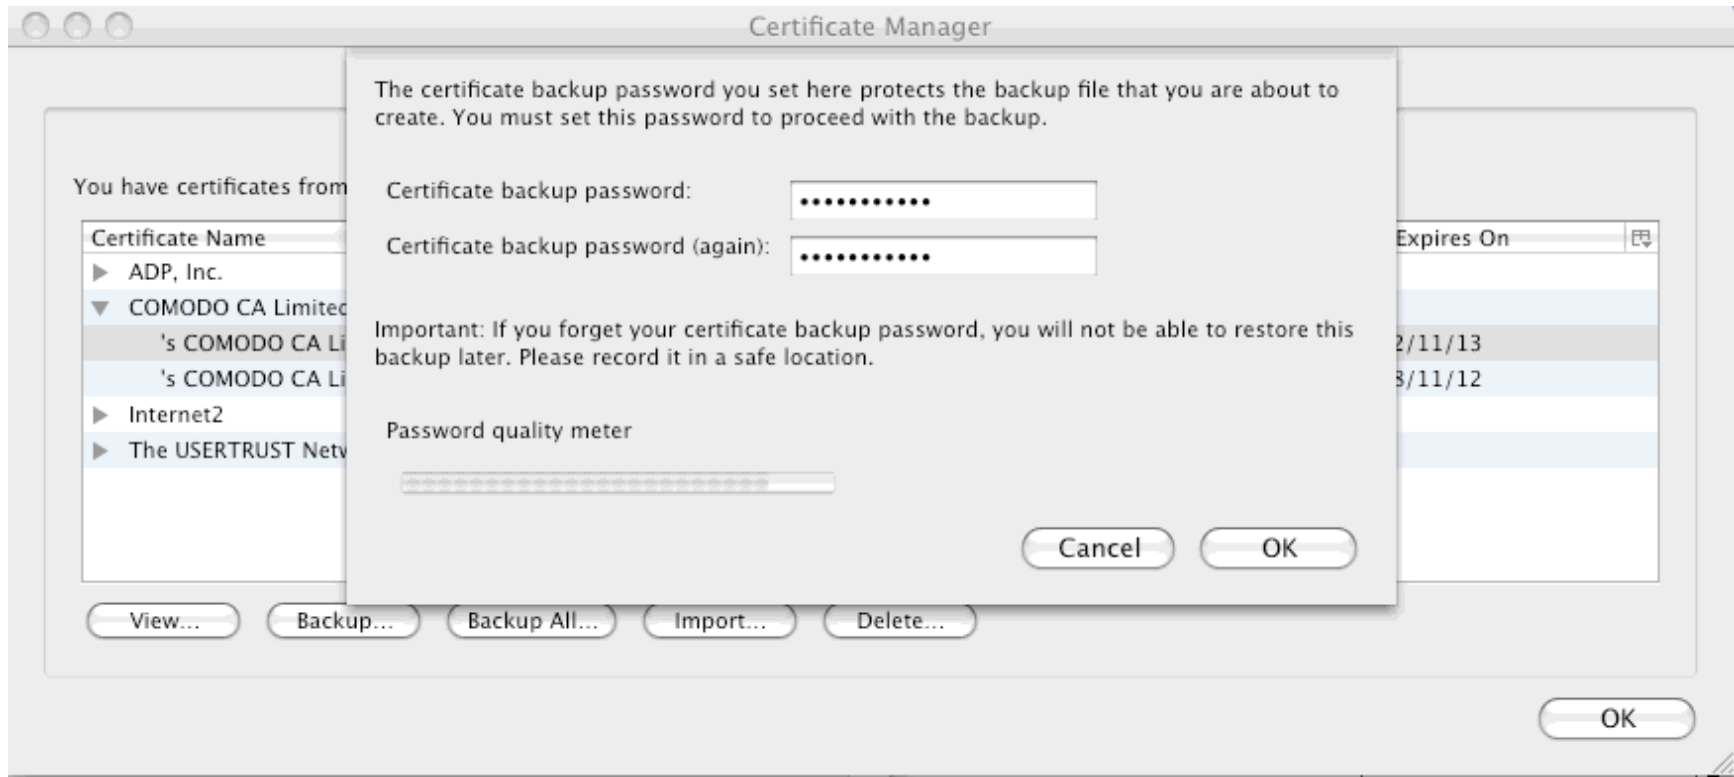 Certificate Manager
The certificate backup password you set here protects the backup file that you are about to
create. You must set this password to proceed with the backup.
Certificate backup password:
•••••••••••
Certificate backup password (again):
•••••••••••
Important: If you forget your certificate backup password, you will not be able to restore this
backup later. Please record it in a safe location.
Password quality meter
Cancel OK
You have certificates from
Certificate Name Expires On
ADP, Inc.
COMODO CA Limited
's COMODO CA Li 2/11/13
's COMODO CA Li 8/11/12
Internet2
The USERTRUST Netw
View... Backup... Backup All... Import... Delete...
OK